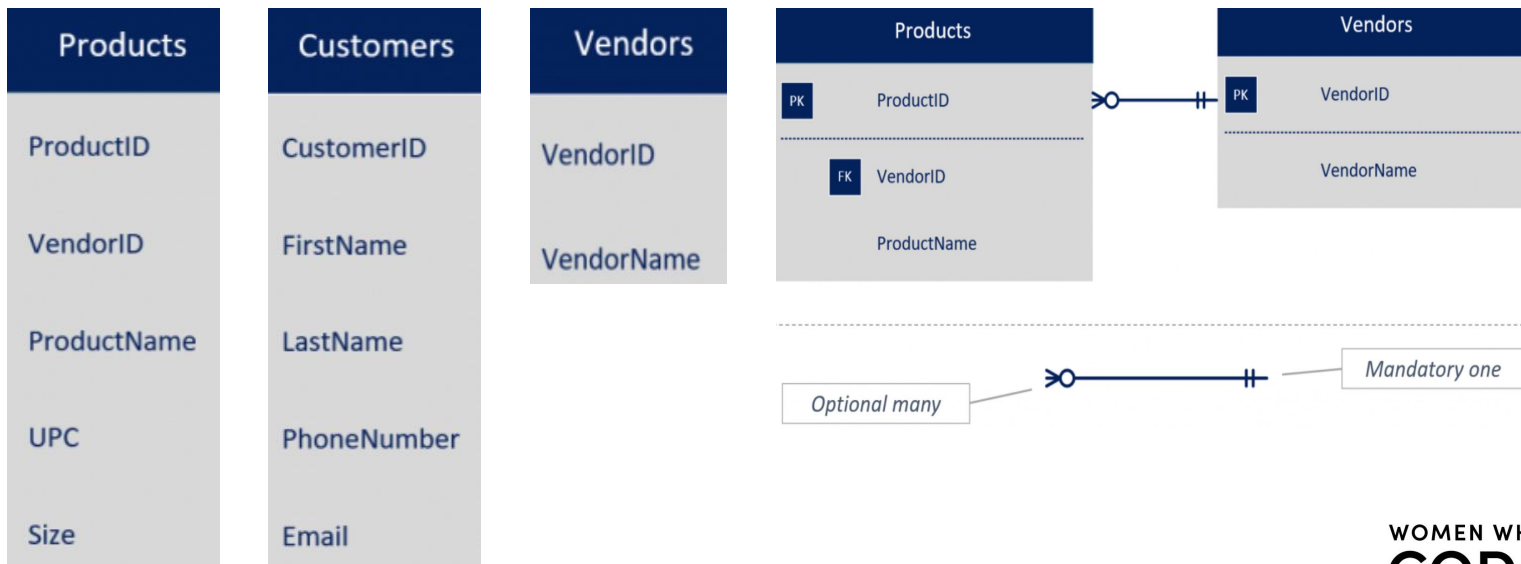 Products
ProductID
VendorID
ProductName
UPC
Size
Customers
CustomerID
FirstName
LastName
PhoneNumber
Email
Vendors
VendorID
VendorName
Products
PK ProductID
FK VendorID
ProductName
Vendors
PK VendorID
VendorName
Optional many
Mandatory one
WOMEN